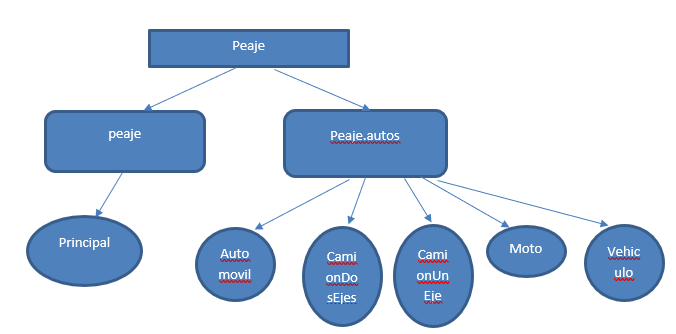 Peaje
peaje
Peaje.autos
Principal
Auto
movil
Cami
onDo
sEjes
Cami
onUn
Eje
Moto
Vehic
ulo